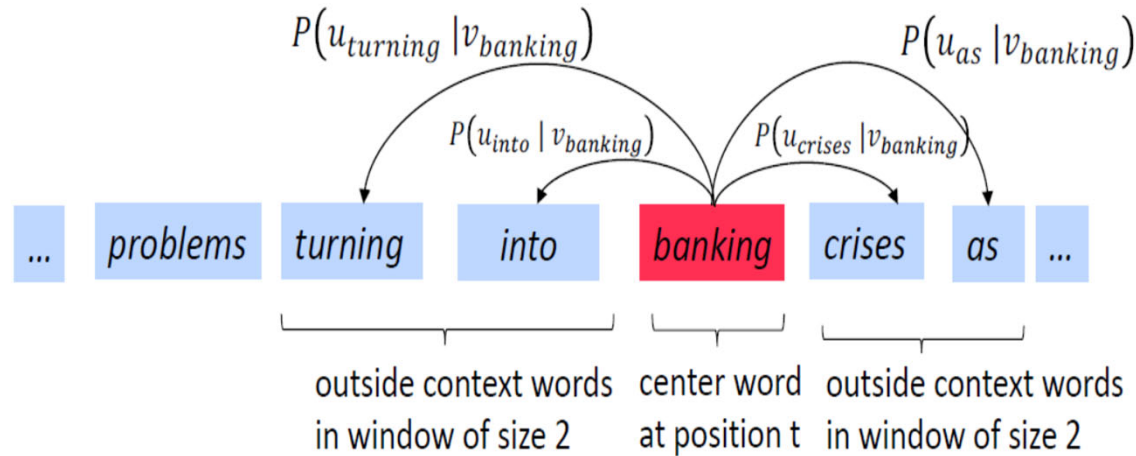 P(u_turning | v_banking)
P(u_as | v_banking)
P(u_into | v_banking)
P(u_crises | v_banking)
... problems turning into banking crises as ...
outside context words
in window of size 2
center word
at position t
outside context words
in window of size 2